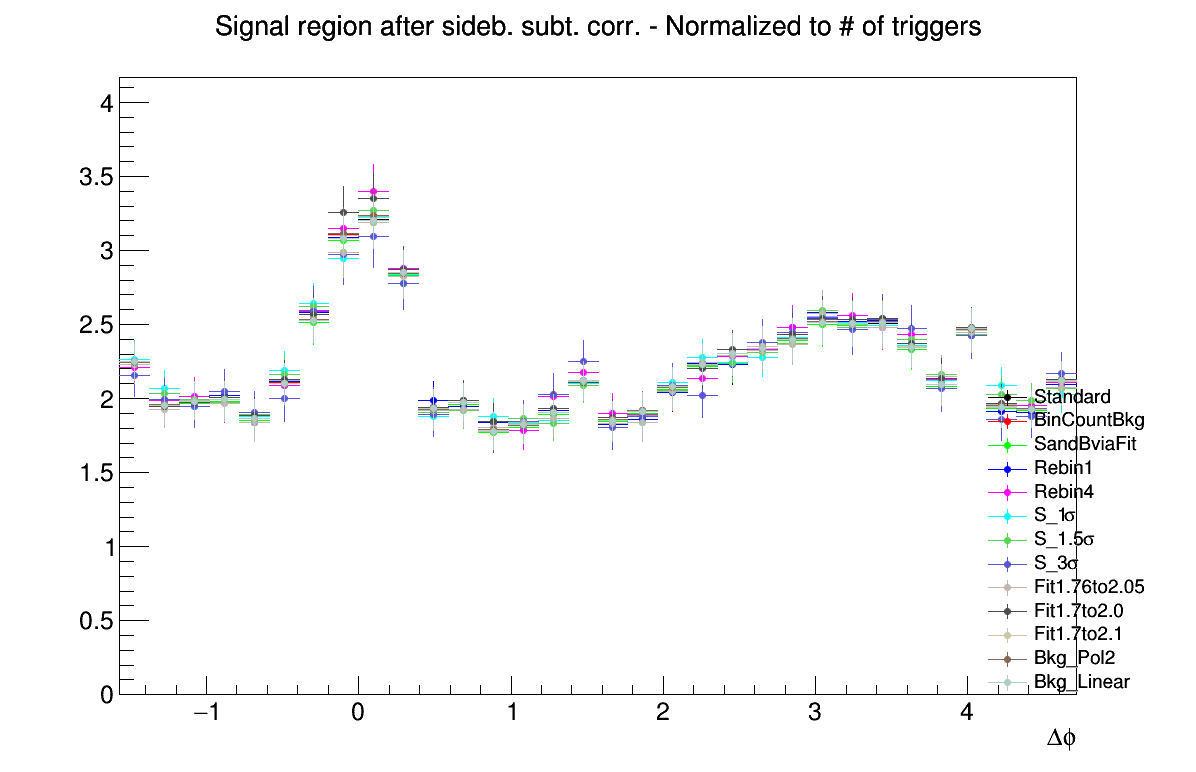 Signal region after sideb. subt. corr. - Normalized to # of triggers
4
3.5
3
2.5
2
1.5
1
0.5
0
−1 0 1 2 3 4
Δϕ
Standard
BinCountBkg
SandBviaFit
Rebin1
Rebin4
S_1σ
S_1.5σ
S_3σ
Fit1.76to2.05
Fit1.7to2.0
Fit1.7to2.1
Bkg_Pol2
Bkg_Linear